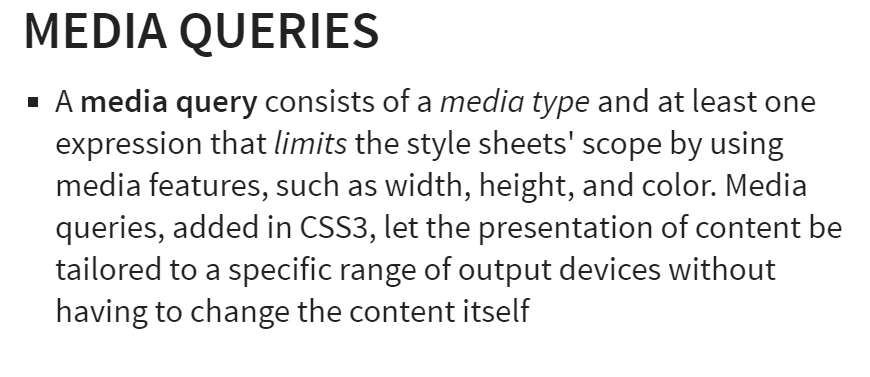 MEDIA QUERIES
▪ A media query consists of a media type and at least one
expression that limits the style sheets' scope by using
media features, such as width, height, and color. Media
queries, added in CSS3, let the presentation of content be
tailored to a specific range of output devices without
having to change the content itself